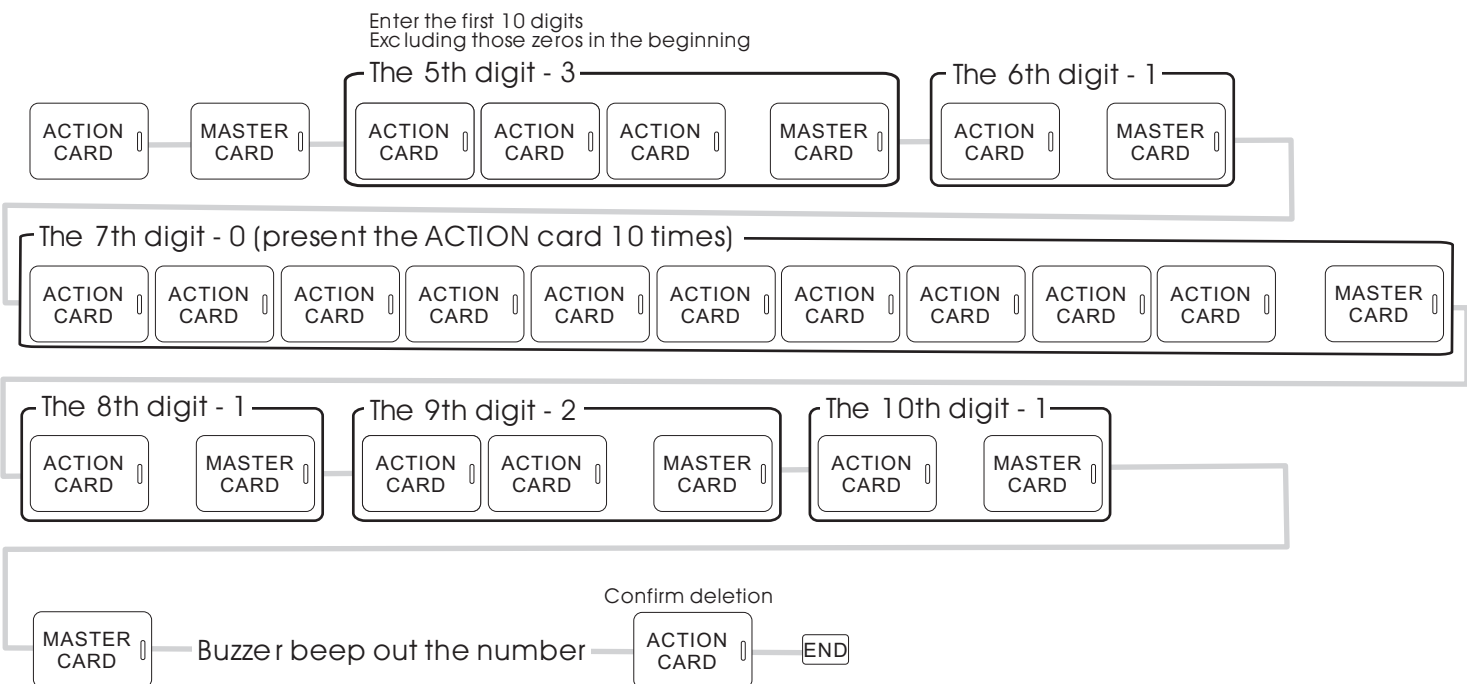 Enter the first 10 digits
Excluding those zeros in the beginning
The 5th digit - 3
The 6th digit - 1
ACTION CARD
MASTER CARD
ACTION CARD
ACTION CARD
ACTION CARD
MASTER CARD
ACTION CARD
MASTER CARD
The 7th digit - 0 (present the ACTION card 10 times)
ACTION CARD
ACTION CARD
ACTION CARD
ACTION CARD
ACTION CARD
ACTION CARD
ACTION CARD
ACTION CARD
ACTION CARD
ACTION CARD
MASTER CARD
The 8th digit - 1
The 9th digit - 2
The 10th digit - 1
ACTION CARD
MASTER CARD
ACTION CARD
ACTION CARD
MASTER CARD
ACTION CARD
MASTER CARD
Confirm deletion
MASTER CARD
Buzzer beep out the number
ACTION CARD
END